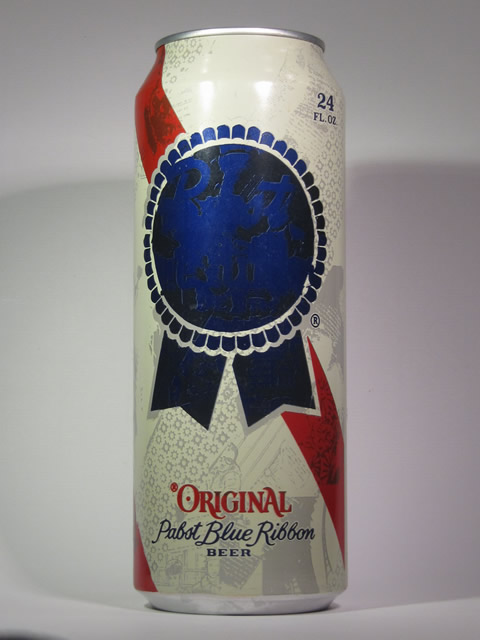 24
FL. OZ.
®
®ORIGINAL
Pabst Blue Ribbon
BEER